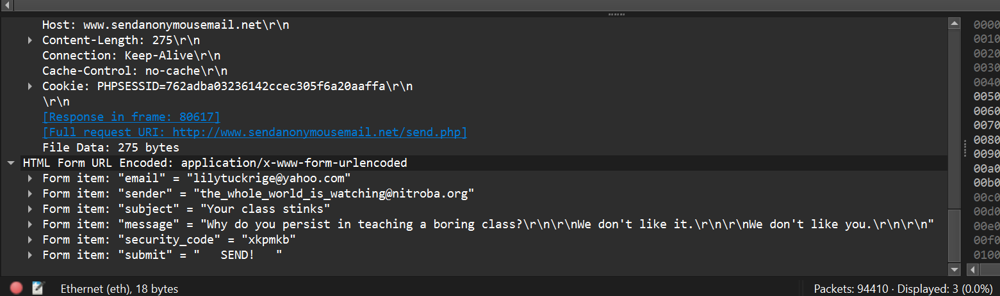 Host: www.sendanonymousemail.net\r\n
Content-Length: 275\r\n
Connection: Keep-Alive\r\n
Cache-Control: no-cache\r\n
Cookie: PHPSESSID=762adba03236142ccec305f6a20aaffa\r\n
\r\n
[Response in frame: 80617]
[Full request URI: http://www.sendanonymousemail.net/send.php]
File Data: 275 bytes
HTML Form URL Encoded: application/x-www-form-urlencoded
Form item: "email" = "lilytuckrige@yahoo.com"
Form item: "sender" = "the_whole_world_is_watching@nitroba.org"
Form item: "subject" = "Your class stinks"
Form item: "message" = "Why do you persist in teaching a boring class?\r\n\r\nWe don't like it.\r\n\r\nWe don't like you.\r\n\r\n"
Form item: "security_code" = "xkpmkb"
Form item: "submit" = "   SEND!   "
0000
0010
0020
0030
0040
0050
0060
0070
0080
0090
00a0
00b0
00c0
00d0
00e0
00f0
0100
Ethernet (eth), 18 bytes
Packets: 94410 · Displayed: 3 (0.0%)